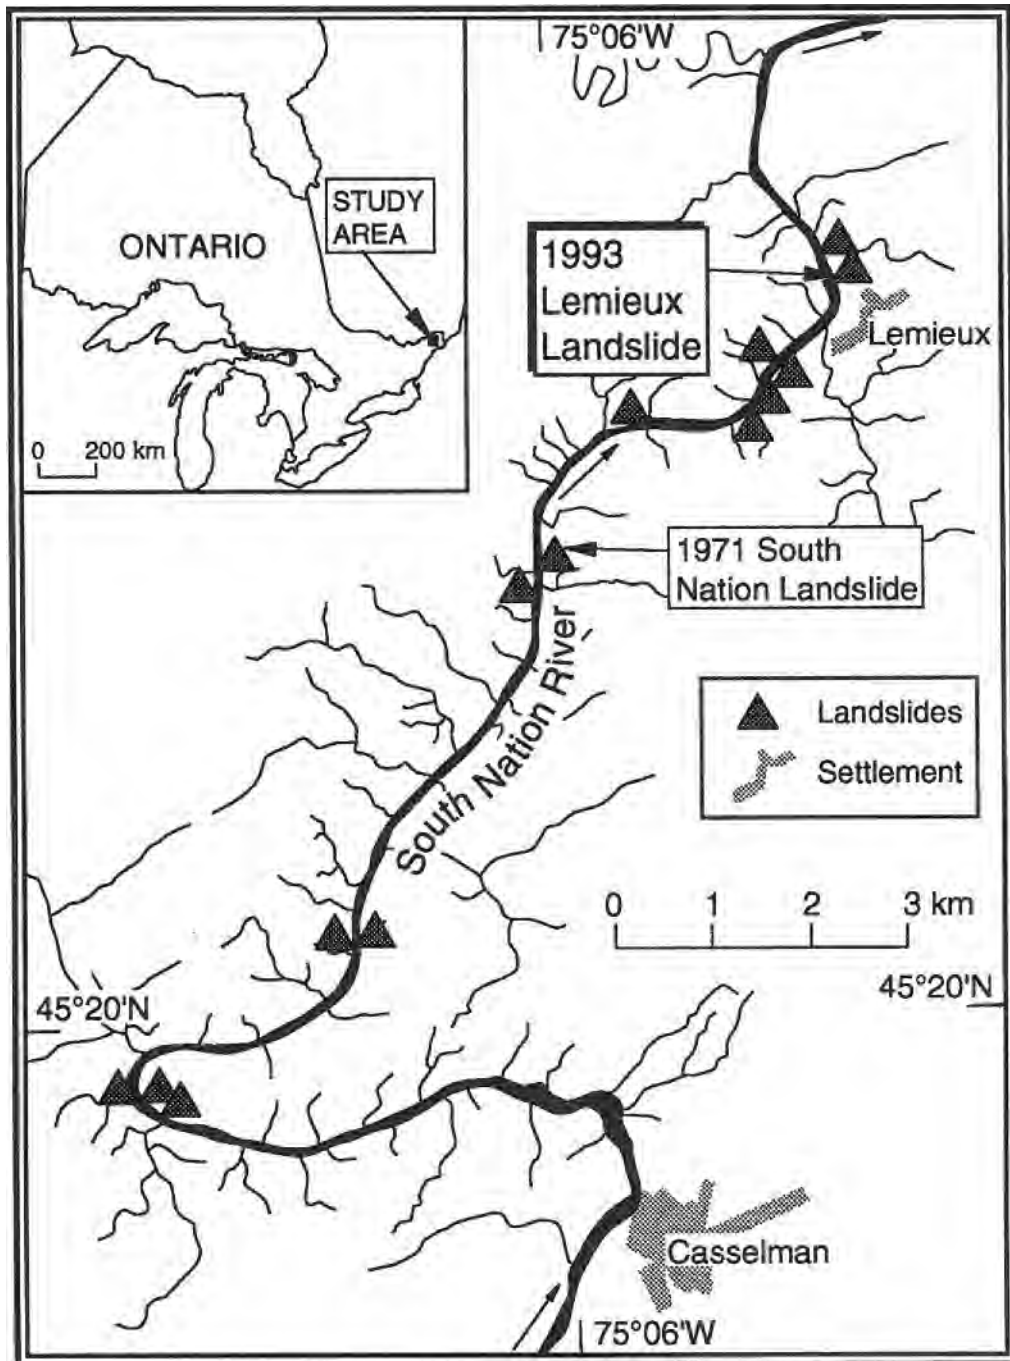 75°06'W
STUDY
AREA
ONTARIO
1993
Lemieux
Landslide
Lemieux
0 200 km
1971 South
Nation Landslide
South Nation River
Landslides
Settlement
0 1 2 3 km
45°20'N
45°20'N
Casselman
75°06'W